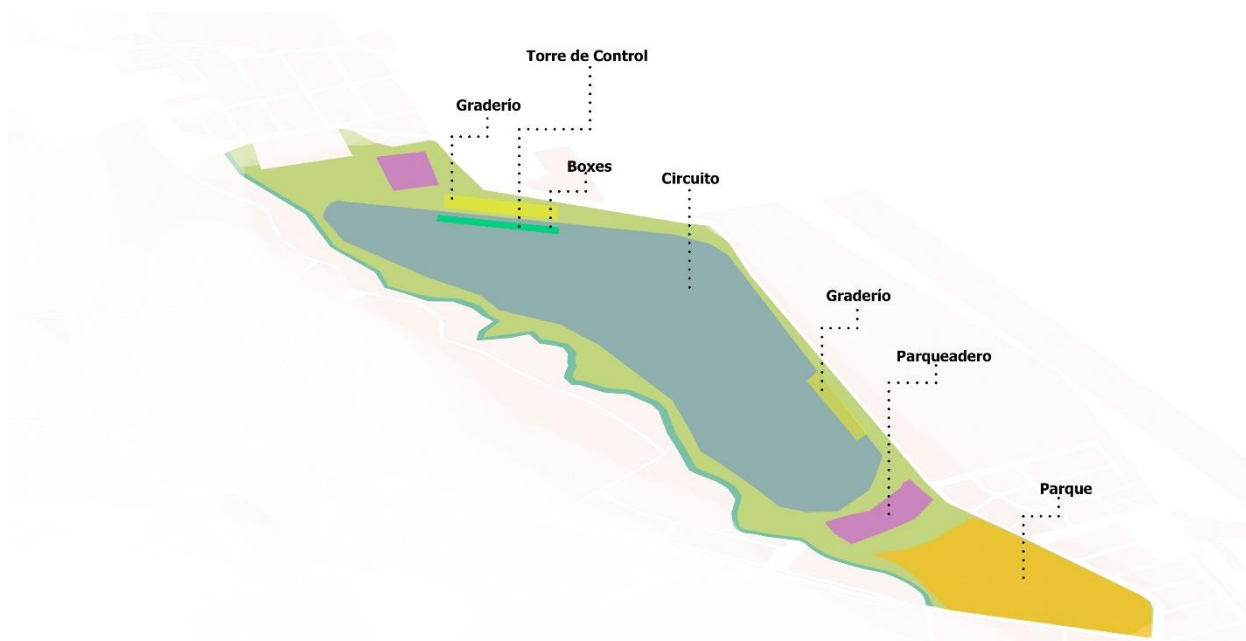 Torre de Control
Graderío
Boxes
Circuito
Graderío
Parqueadero
Parque